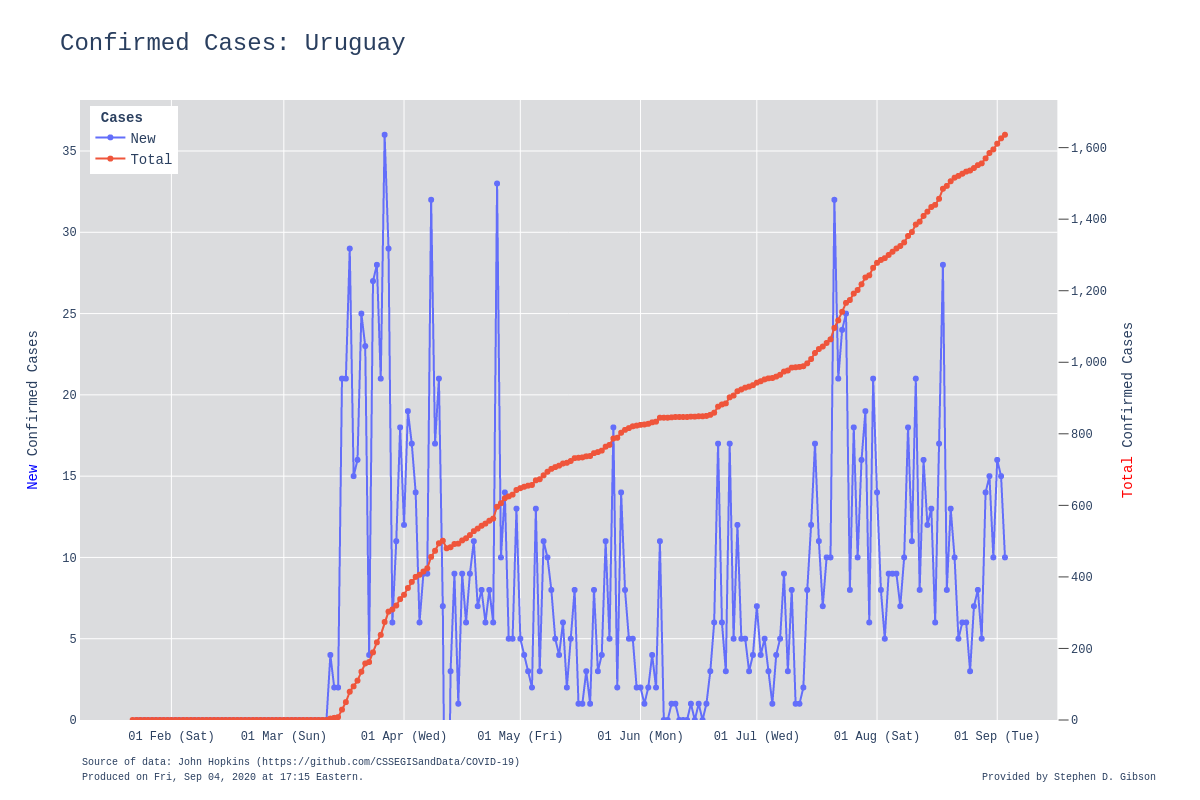 Confirmed Cases: Uruguay
Cases
New
Total
35
30
25
20
15
10
5
0
1,600
1,400
1,200
1,000
800
600
400
200
0
New Confirmed Cases
Total Confirmed Cases
01 Feb (Sat)
01 Mar (Sun)
01 Apr (Wed)
01 May (Fri)
01 Jun (Mon)
01 Jul (Wed)
01 Aug (Sat)
01 Sep (Tue)
Source of data: John Hopkins (https://github.com/CSSEGISandData/COVID-19)
Produced on Fri, Sep 04, 2020 at 17:15 Eastern.
Provided by Stephen D. Gibson